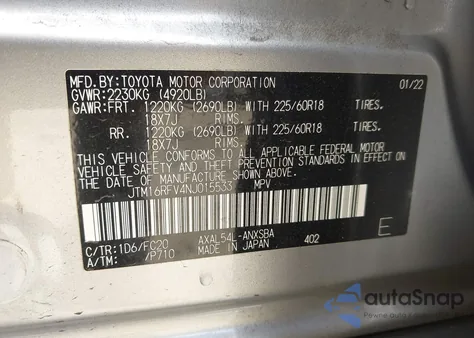 MFD.BY:TOYOTA MOTOR CORPORATION 01/22
GVWR:2230KG (4920LB)
GAWR:FRT. 1220KG (2690LB) WITH 225/60R18 TIRES.
18X7J RIMS.
RR. 1220KG (2690LB) WITH 225/60R18 TIRES.
18X7J RIMS.
THIS VEHICLE CONFORMS TO ALL APPLICABLE FEDERAL MOTOR
VEHICLE SAFETY AND THEFT PREVENTION STANDARDS IN EFFECT ON
THE DATE OF MANUFACTURE SHOWN ABOVE.
JTM16RFV4NJ015533 MPV
C/TR:1D6/FC20 AXAL54L-ANXSBA
A/TM: /P710 MADE IN JAPAN 402 E
autoSnap
Pewne auto z